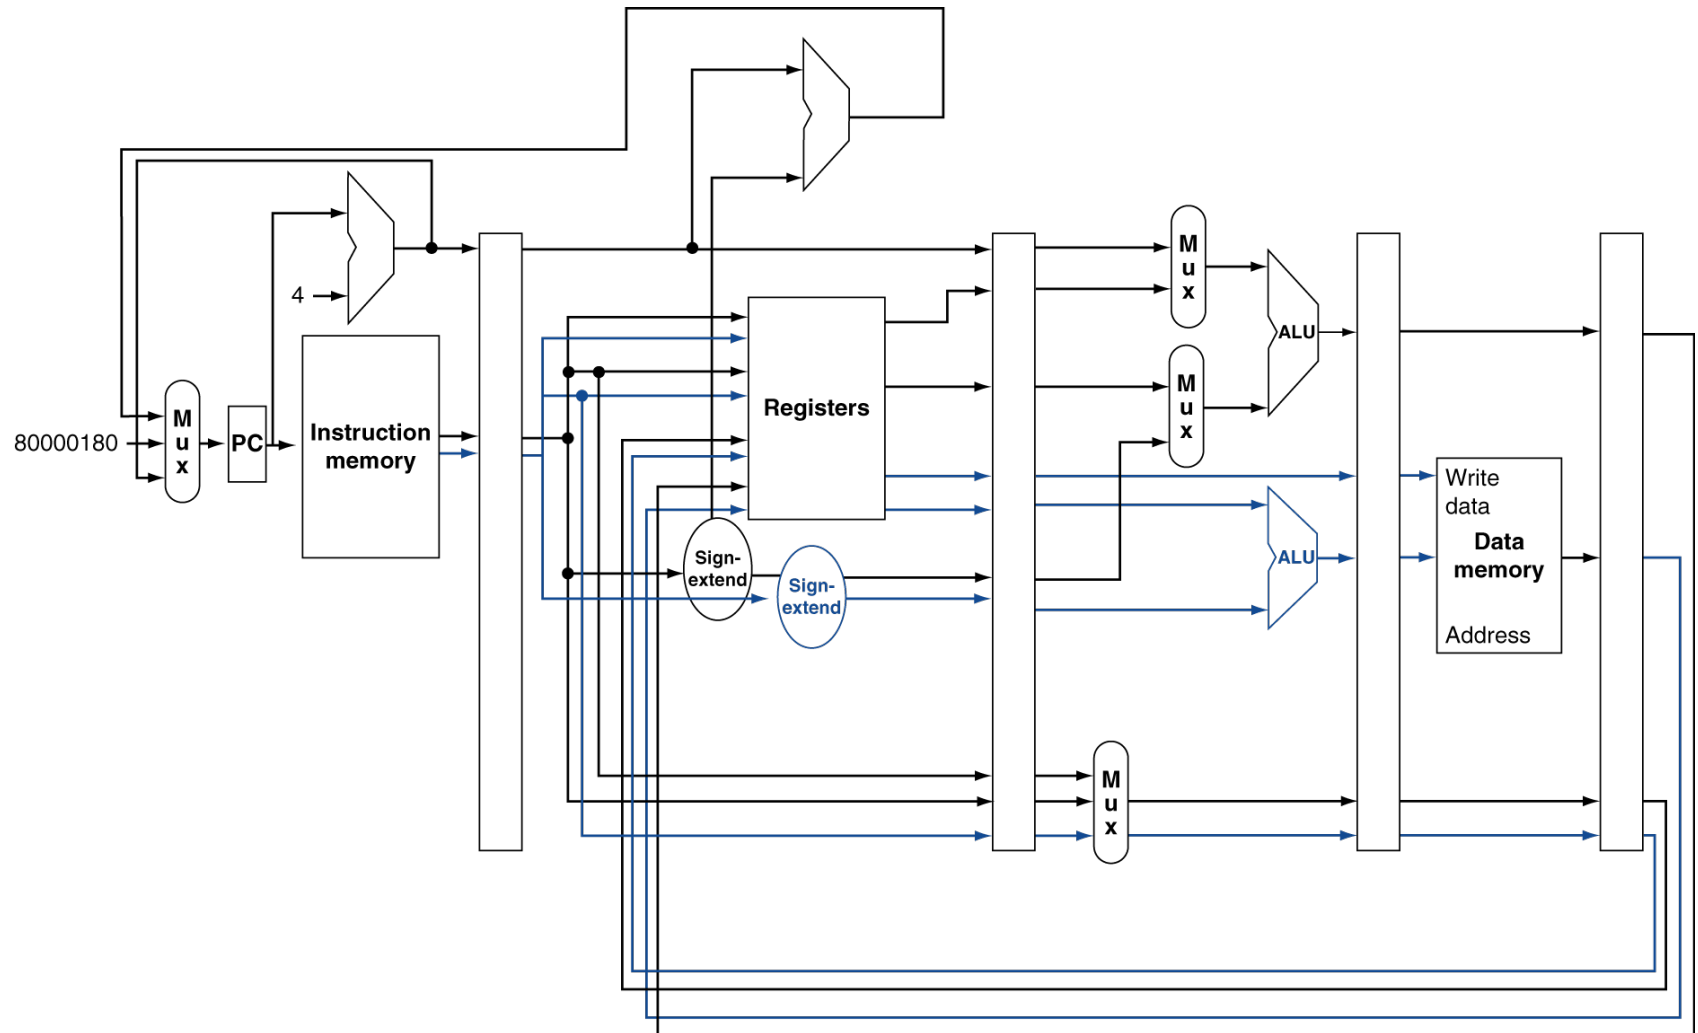 4
M
u
x
80000180
PC
Instruction
memory
Registers
Sign-
extend
Sign-
extend
M
u
x
M
u
x
ALU
ALU
M
u
x
Write
data
Data
memory
Address